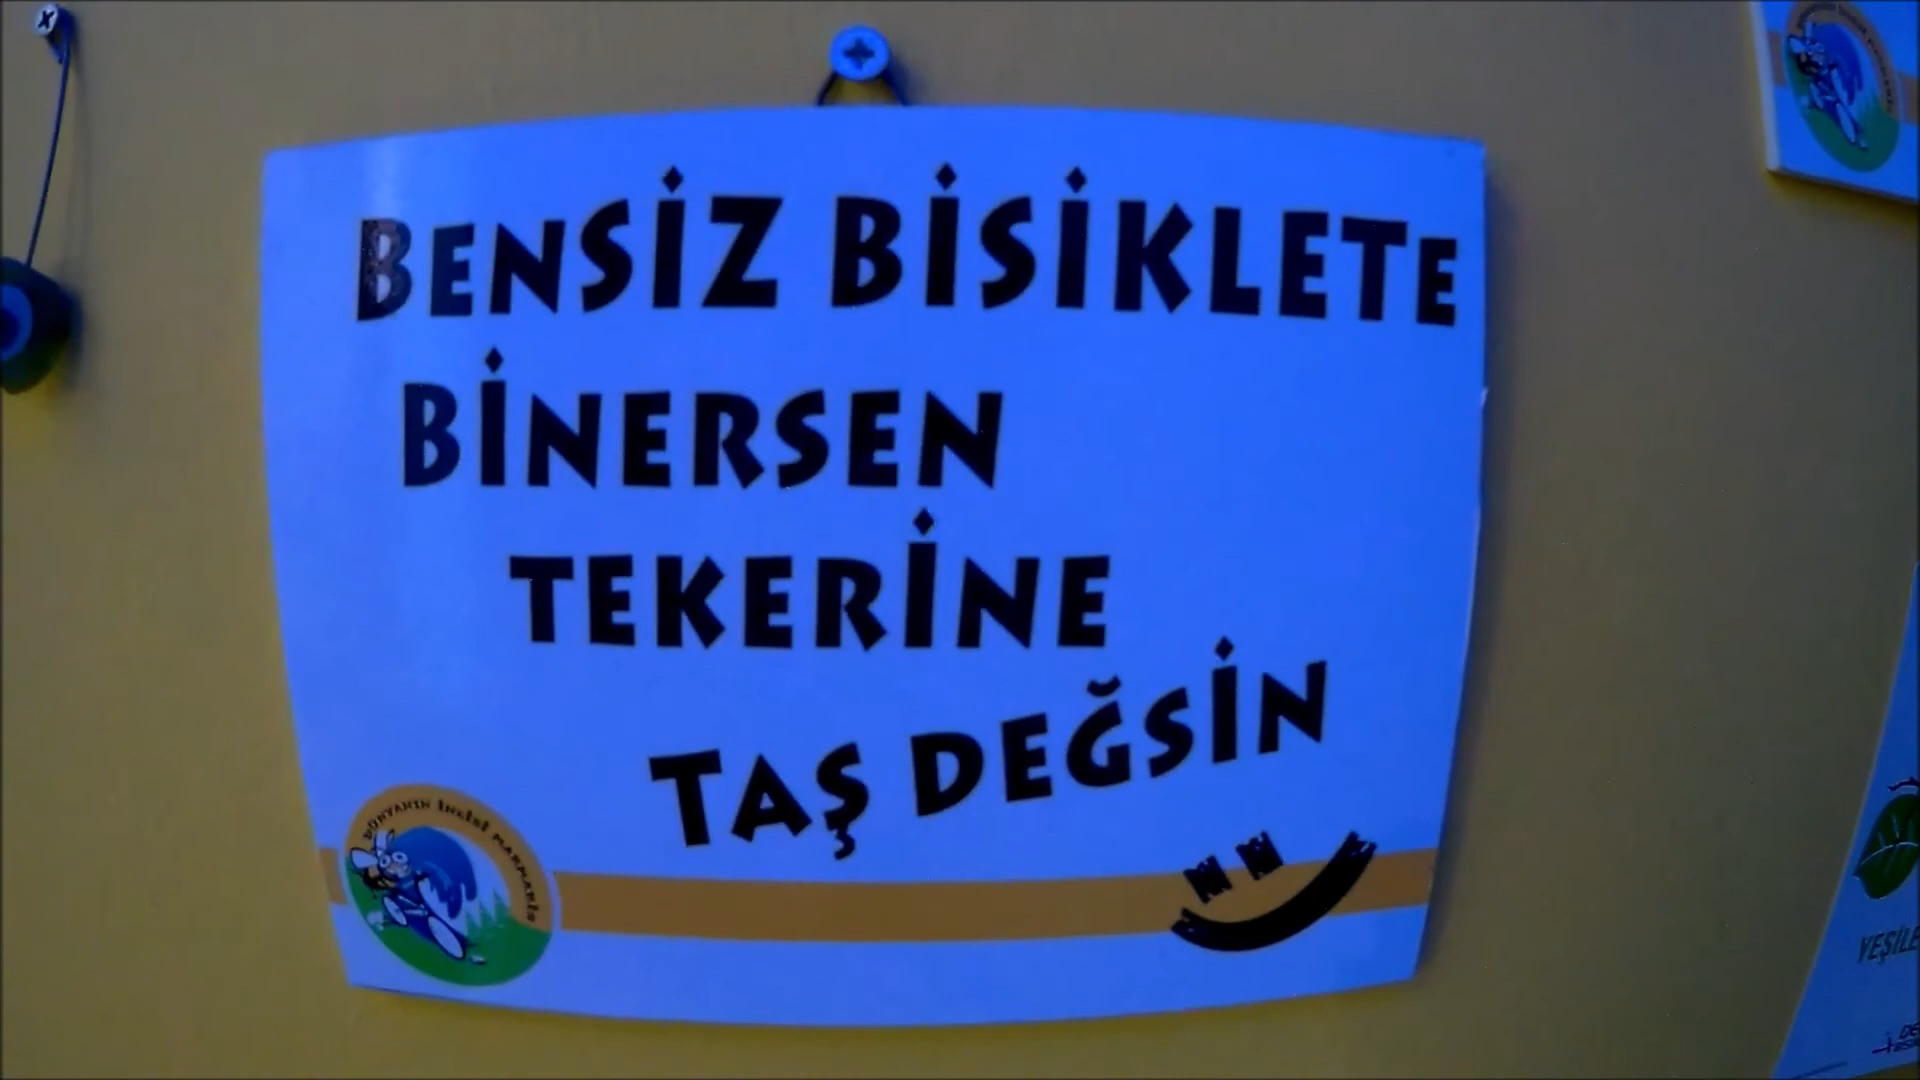 BENSİZ BİSİKLETE
BİNERSEN
TEKERİNE
TAŞ DEĞSİN
DÜNYANIN İNCİSİ MARMARİS